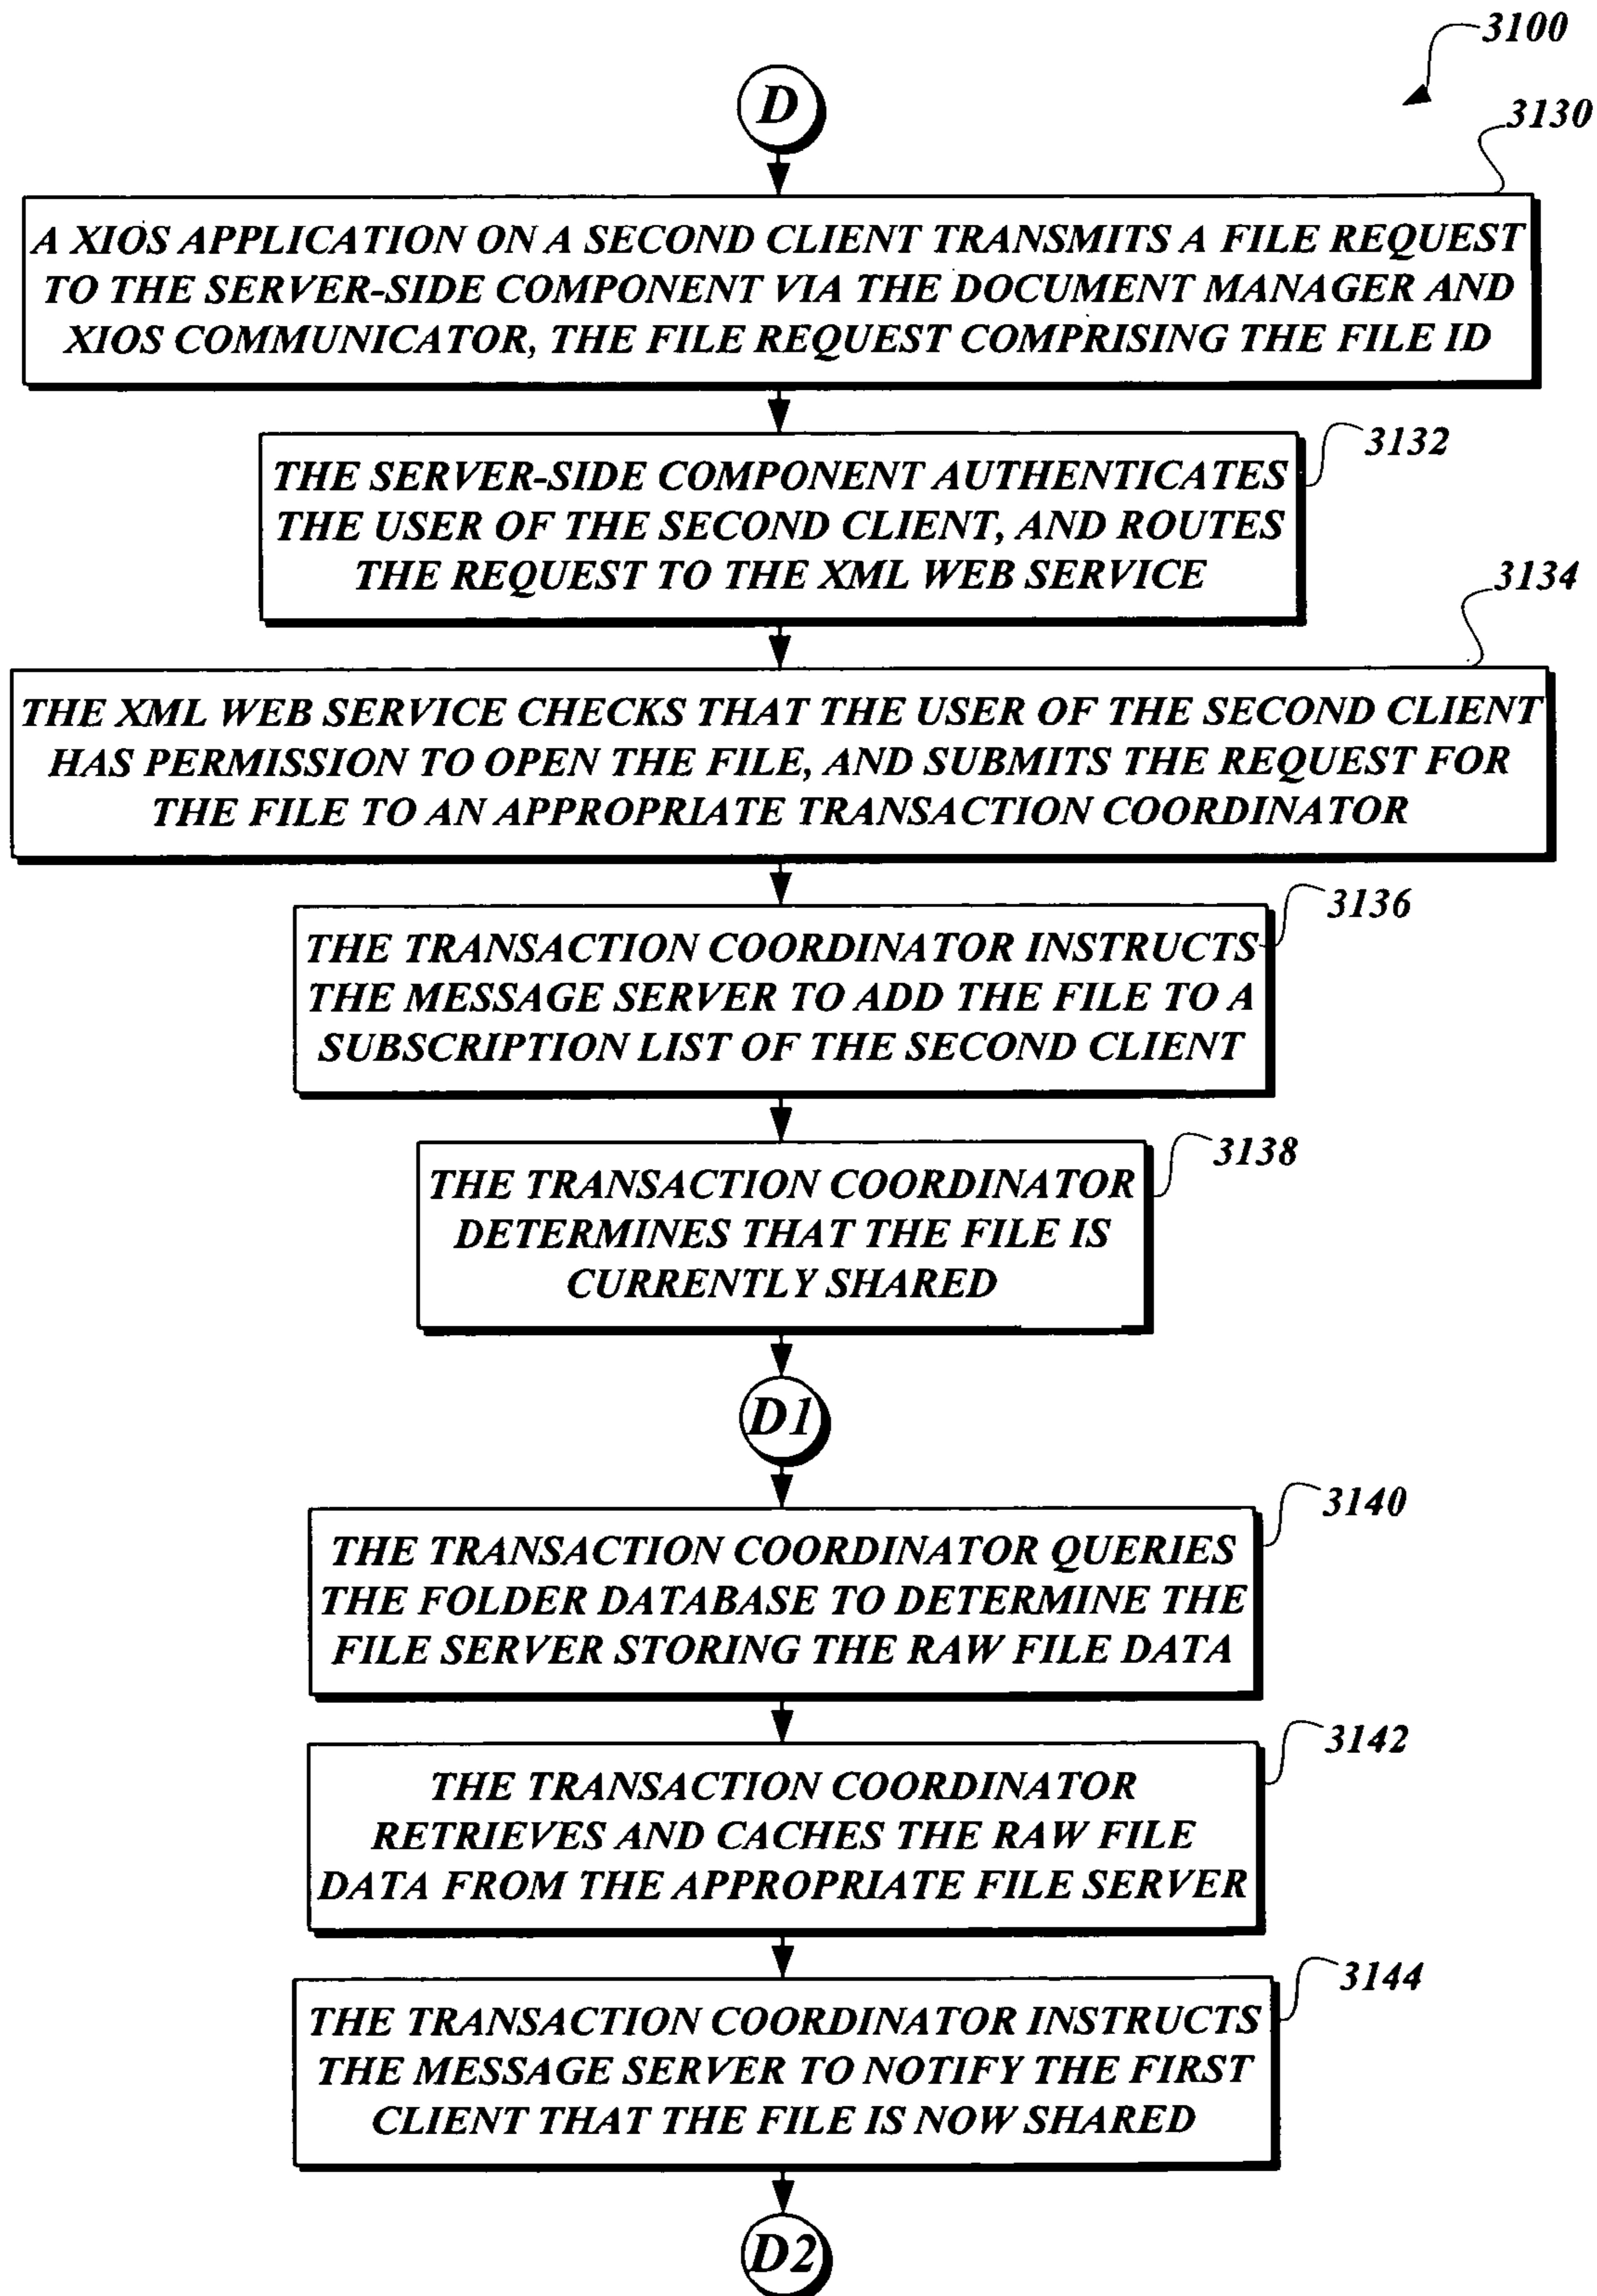 3100
D
3130
A XIOS APPLICATION ON A SECOND CLIENT TRANSMITS A FILE REQUEST
TO THE SERVER-SIDE COMPONENT VIA THE DOCUMENT MANAGER AND
XIOS COMMUNICATOR, THE FILE REQUEST COMPRISING THE FILE ID
3132
THE SERVER-SIDE COMPONENT AUTHENTICATES
THE USER OF THE SECOND CLIENT, AND ROUTES
THE REQUEST TO THE XML WEB SERVICE
3134
THE XML WEB SERVICE CHECKS THAT THE USER OF THE SECOND CLIENT
HAS PERMISSION TO OPEN THE FILE, AND SUBMITS THE REQUEST FOR
THE FILE TO AN APPROPRIATE TRANSACTION COORDINATOR
3136
THE TRANSACTION COORDINATOR INSTRUCTS
THE MESSAGE SERVER TO ADD THE FILE TO A
SUBSCRIPTION LIST OF THE SECOND CLIENT
3138
THE TRANSACTION COORDINATOR
DETERMINES THAT THE FILE IS
CURRENTLY SHARED
D1
3140
THE TRANSACTION COORDINATOR QUERIES
THE FOLDER DATABASE TO DETERMINE THE
FILE SERVER STORING THE RAW FILE DATA
3142
THE TRANSACTION COORDINATOR
RETRIEVES AND CACHES THE RAW FILE
DATA FROM THE APPROPRIATE FILE SERVER
3144
THE TRANSACTION COORDINATOR INSTRUCTS
THE MESSAGE SERVER TO NOTIFY THE FIRST
CLIENT THAT THE FILE IS NOW SHARED
D2